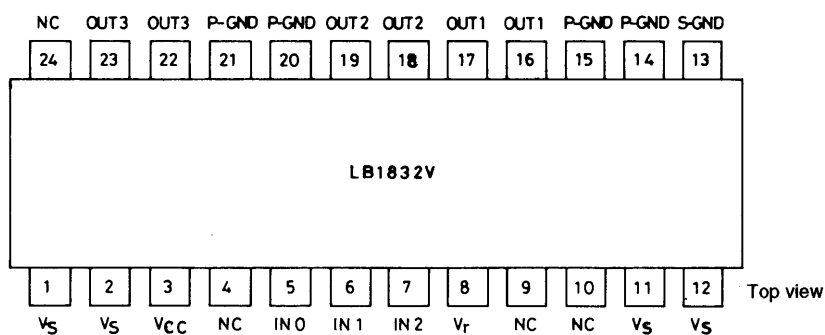 NC OUT3 OUT3 P-GND P-GND OUT2 OUT2 OUT1 OUT1 P-GND P-GND S-GND
24 23 22 21 20 19 18 17 16 15 14 13
LB1832V
1 2 3 4 5 6 7 8 9 10 11 12 Top view
VS VS VCC NC IN0 IN1 IN2 Vr NC NC VS VS